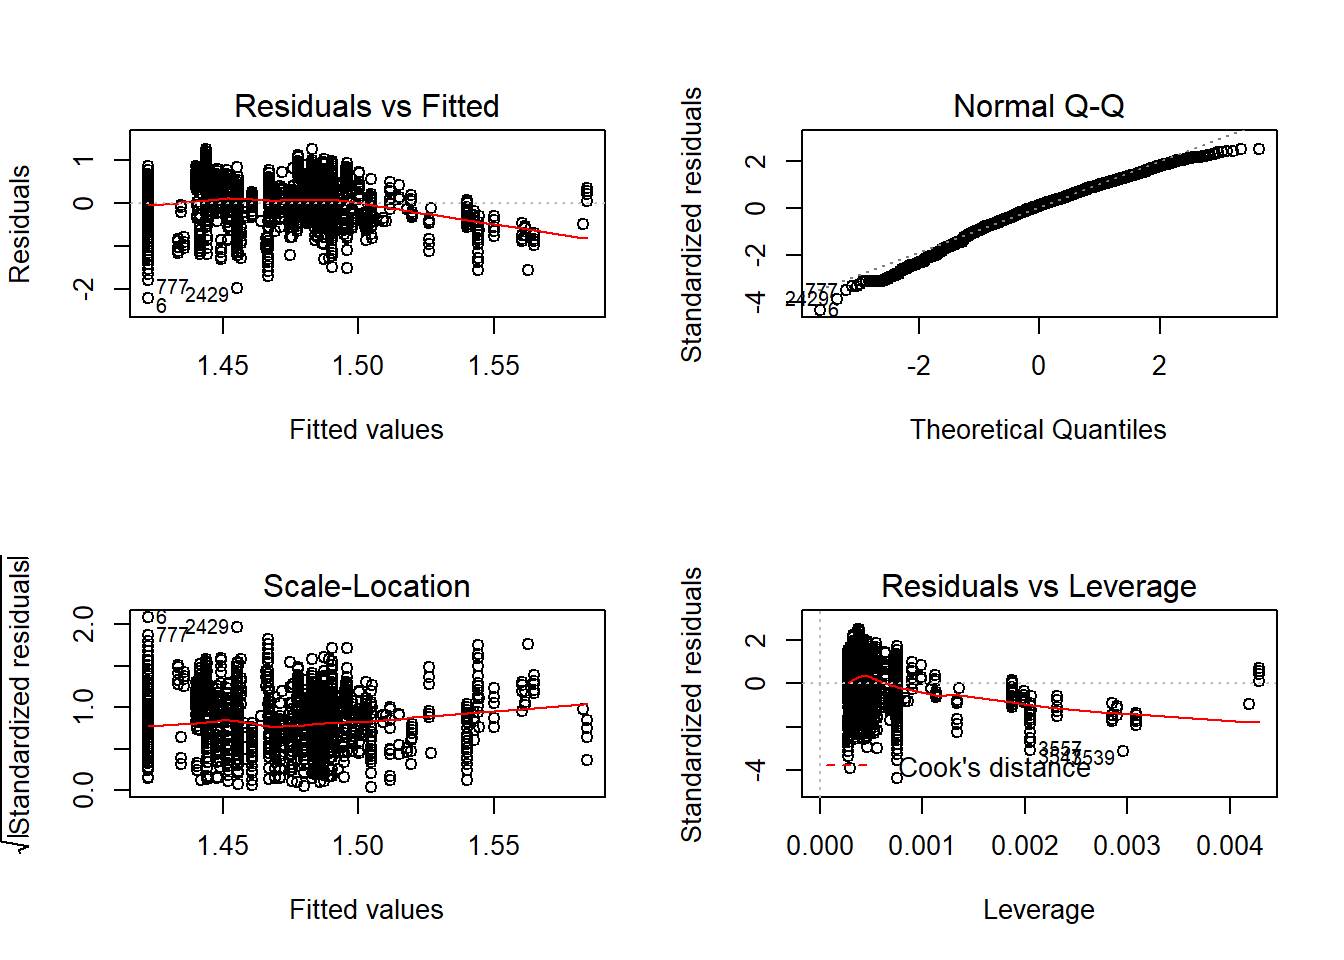 Residuals vs Fitted
Residuals
1
0
-2
777
2429
6
1.45
1.50
1.55
Fitted values
Normal Q-Q
Standardized residuals
2
0
-2
-4
777
2429
6
-2
0
2
Theoretical Quantiles
Scale-Location
√|Standardized residuals|
2.0
1.0
0.0
6
777
2429
1.45
1.50
1.55
Fitted values
Residuals vs Leverage
Standardized residuals
2
0
-4
3557
3539
Cook's distance
0.000
0.001
0.002
0.003
0.004
Leverage